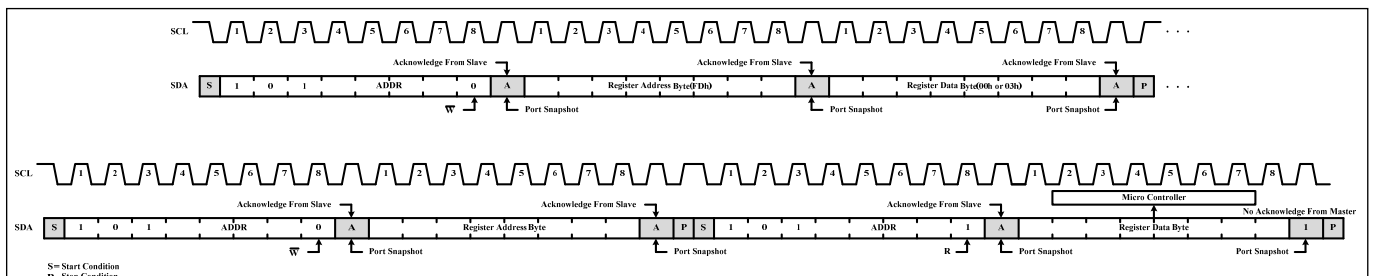 SCL 1 2 3 4 5 6 7 8 1 2 3 4 5 6 7 8 1 2 3 4 5 6 7 8 . . .
Acknowledge From Slave Acknowledge From Slave Acknowledge From Slave
SDA S 1 0 1 ADDR 0 A Register Address Byte(FDh) A Register Data Byte(00h or 03h) A P . . .
W̅ Port Snapshot Port Snapshot Port Snapshot
SCL 1 2 3 4 5 6 7 8 1 2 3 4 5 6 7 8 1 2 3 4 5 6 7 8 1 2 3 4 5 6 7 8
Micro Controller
Acknowledge From Slave Acknowledge From Slave Acknowledge From Slave No Acknowledge From Master
SDA S 1 0 1 ADDR 0 A Register Address Byte A P S 1 0 1 ADDR 1 A Register Data Byte 1 P
W̅ Port Snapshot Port Snapshot R Port Snapshot Port Snapshot
S= Start Condition